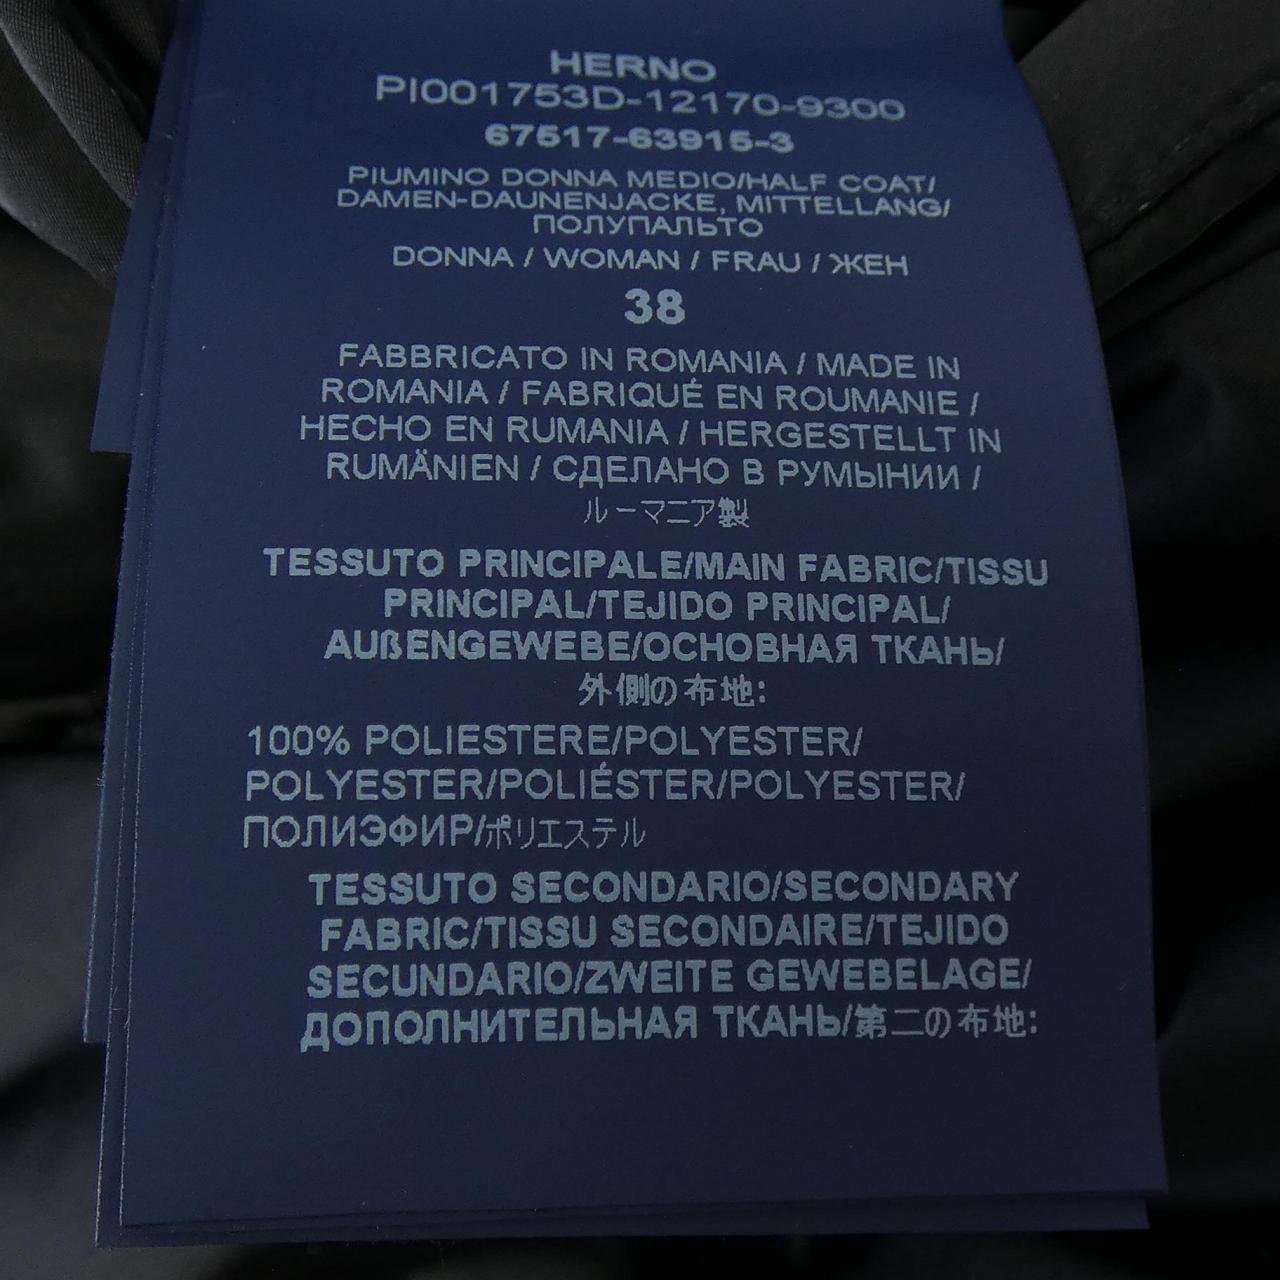 HERNO
PI001753D-12170-9300
67517-63915-3
PIUMINO DONNA MEDIO/HALF COAT/
DAMEN-DAUNENJACKE, MITTELLANG/
ПОЛУПАЛЬТО
DONNA / WOMAN / FRAU / ЖЕН
38
FABBRICATO IN ROMANIA / MADE IN
ROMANIA / FABRIQUÉ EN ROUMANIE /
HECHO EN RUMANIA / HERGESTELLT IN
RUMÄNIEN / СДЕЛАНО В РУМЫНИИ /
ルーマニア製
TESSUTO PRINCIPALE/MAIN FABRIC/TISSU
PRINCIPAL/TEJIDO PRINCIPAL/
AUßENGEWEBE/ОСНОВНАЯ ТКАНЬ/
外側の布地:
100% POLIESTERE/POLYESTER/
POLYESTER/POLIÉSTER/POLYESTER/
ПОЛИЭФИР/ポリエステル
TESSUTO SECONDARIO/SECONDARY
FABRIC/TISSU SECONDAIRE/TEJIDO
SECUNDARIO/ZWEITE GEWEBELAGE/
ДОПОЛНИТЕЛЬНАЯ ТКАНЬ/第二の布地: